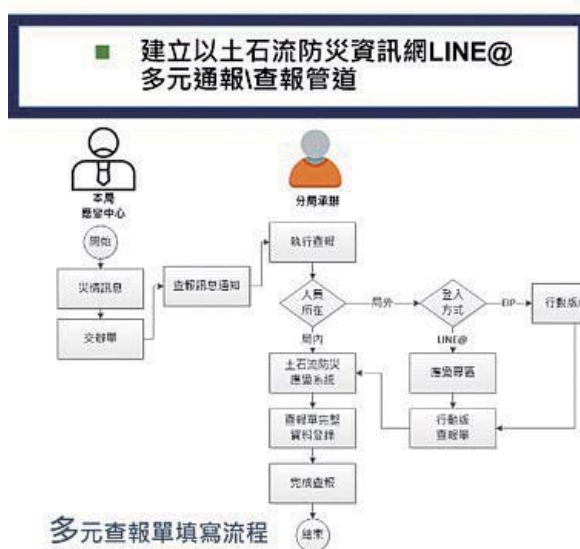 ■ 建立以土石流防災資訊網LINE@
多元通報\查報管道
本局
應變中心
分局承辦
開始
執行查報
災情訊息
查報訊息通知
人員
所在
局外
登入
方式
EIP
行動版
交辦單
局內
LINE@
土石流防災
應變系統
應變專區
查報單完整
資料登錄
行動版
查報單
完成查報
結束
多元查報單填寫流程